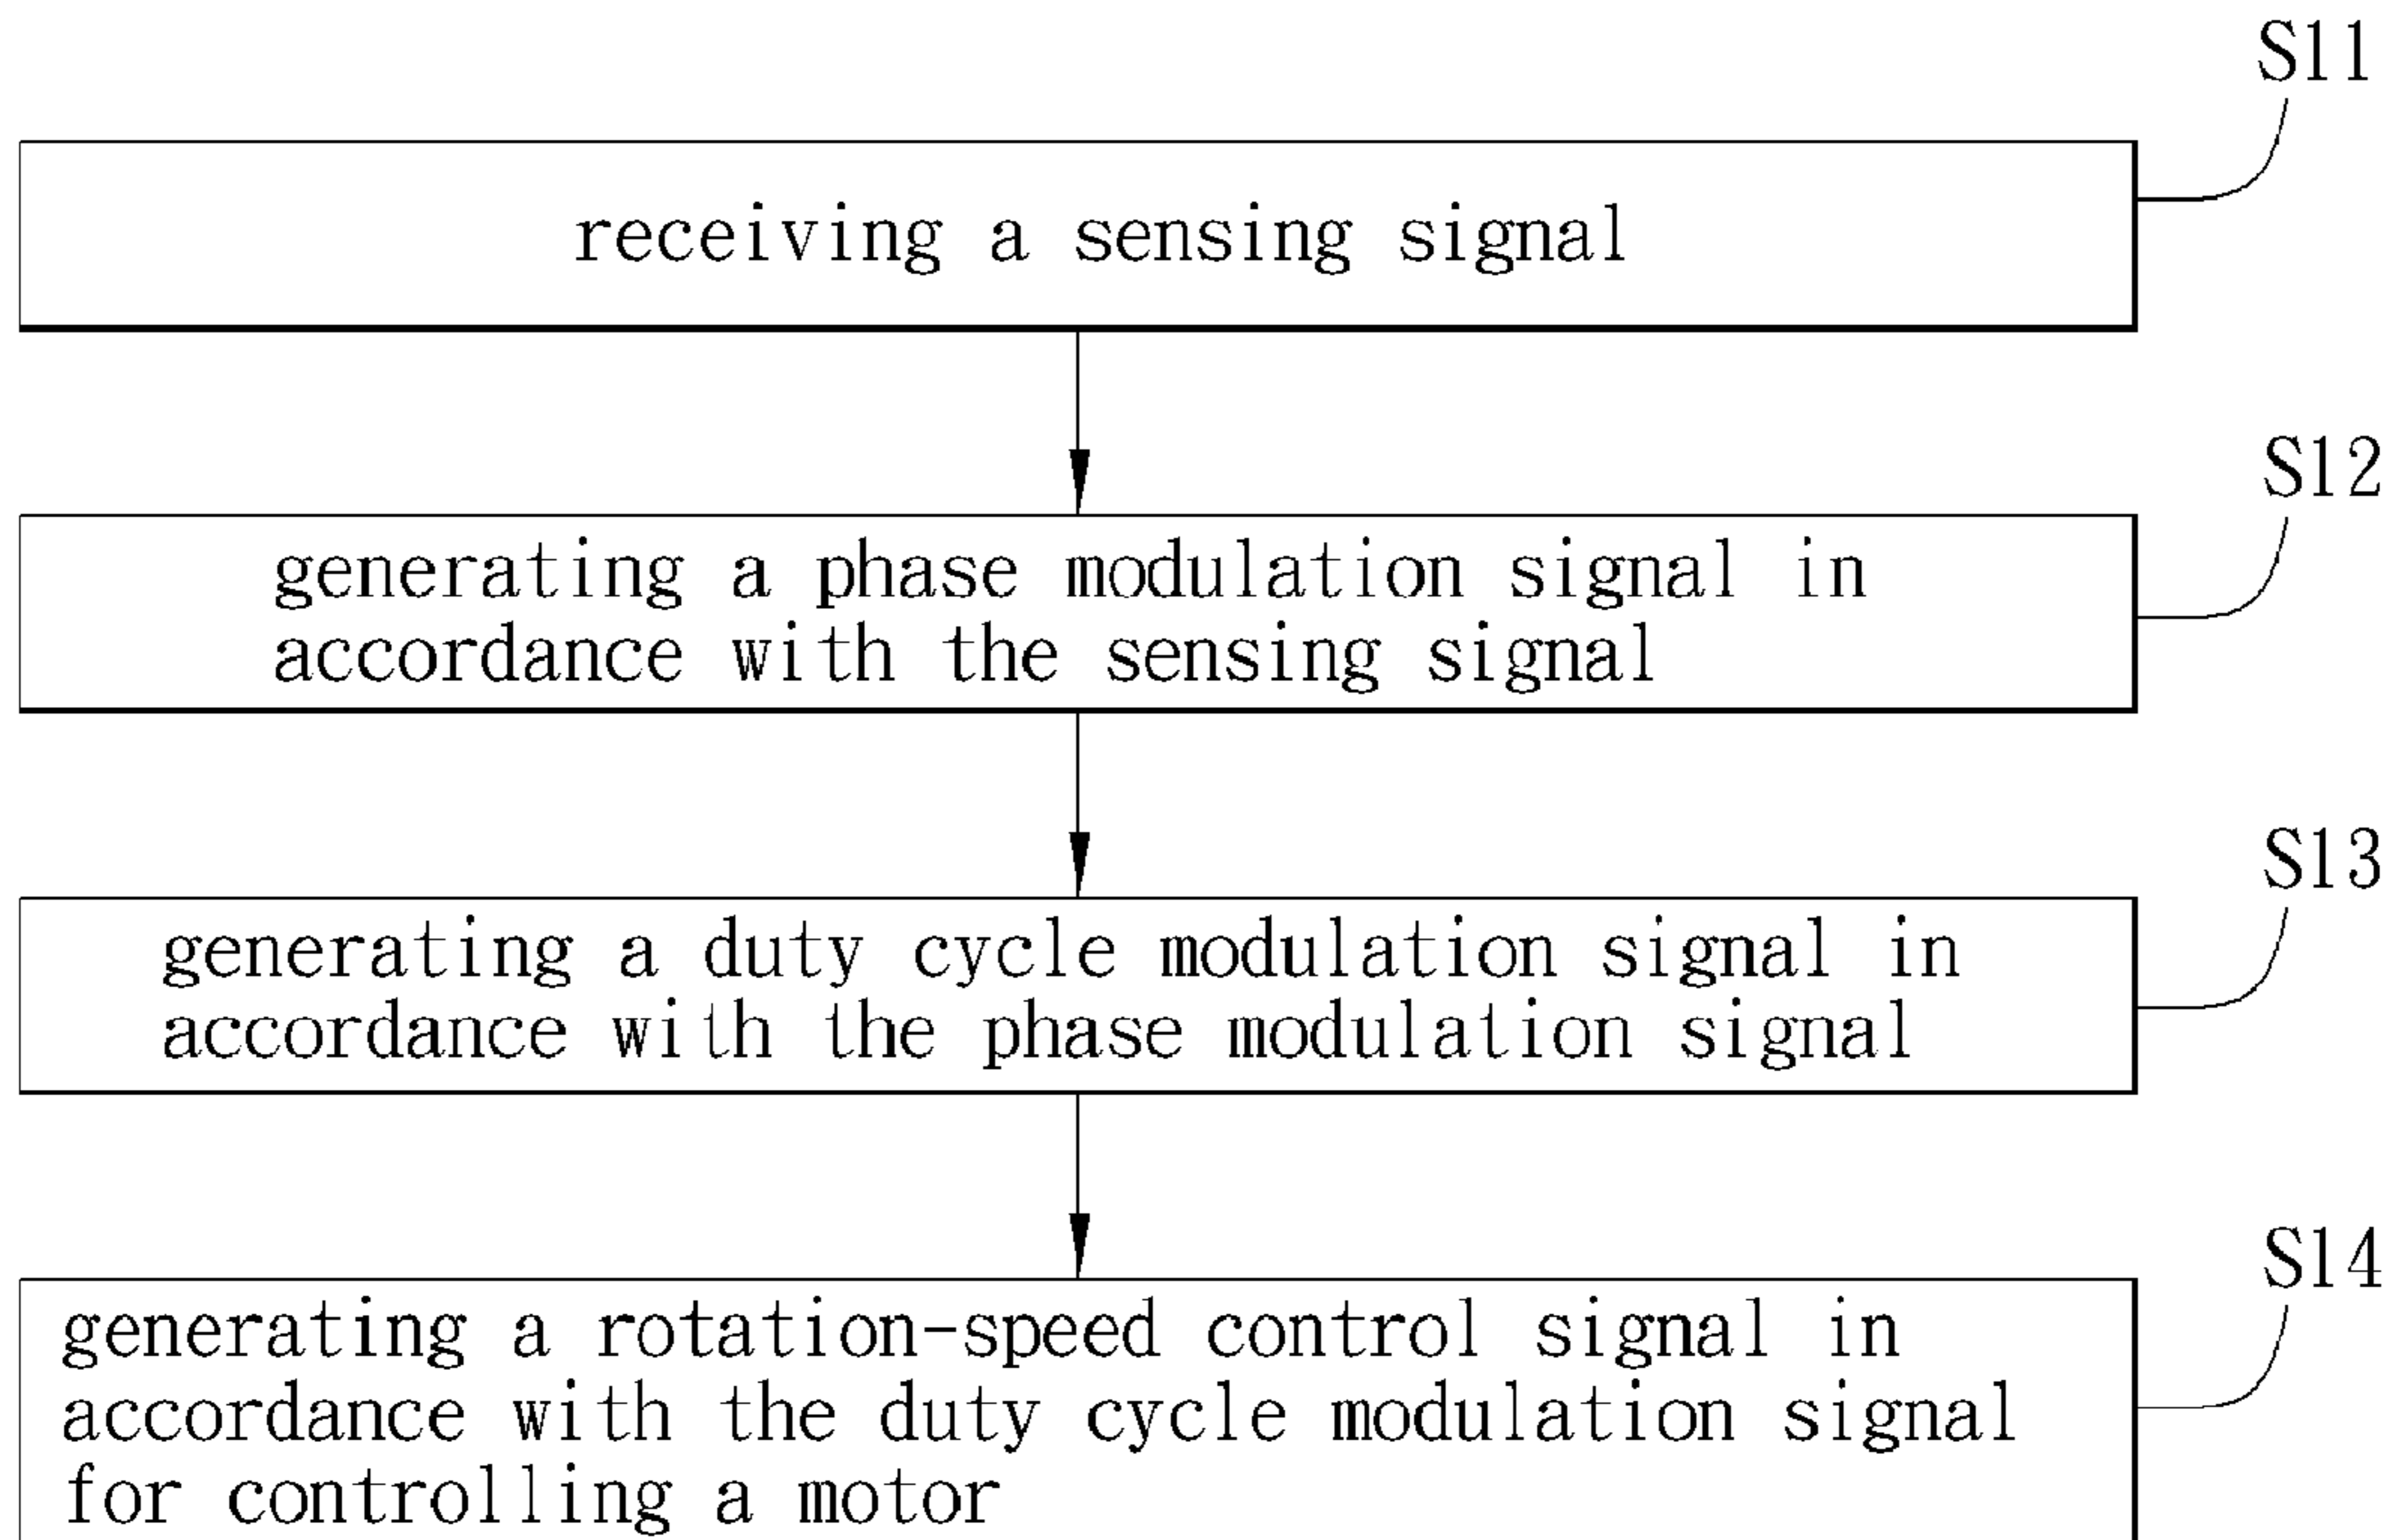 S11
receiving a sensing signal
S12
generating a phase modulation signal in
accordance with the sensing signal
S13
generating a duty cycle modulation signal in
accordance with the phase modulation signal
S14
generating a rotation-speed control signal in
accordance with the duty cycle modulation signal
for controlling a motor